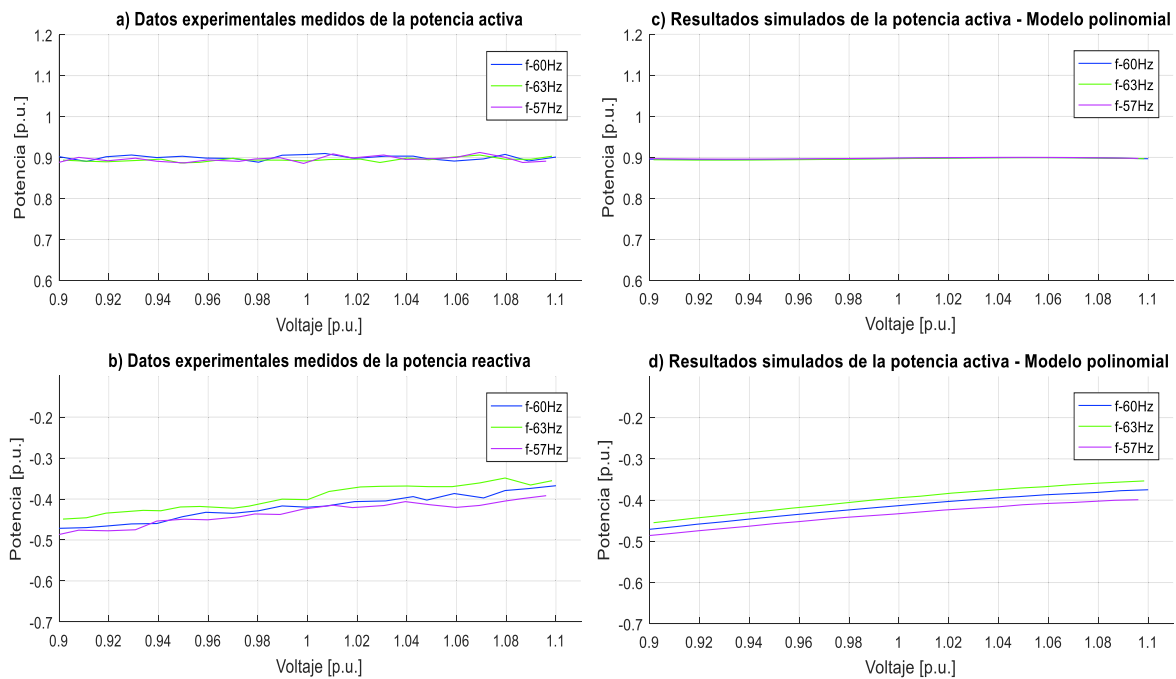 a) Datos experimentales medidos de la potencia activa
1.2
1.1
1
0.9
0.8
0.7
0.6
Potencia [p.u.]
f-60Hz
f-63Hz
f-57Hz
0.9 0.92 0.94 0.96 0.98 1 1.02 1.04 1.06 1.08 1.1
Voltaje [p.u.]
c) Resultados simulados de la potencia activa - Modelo polinomial
1.2
1.1
1
0.9
0.8
0.7
0.6
Potencia [p.u.]
f-60Hz
f-63Hz
f-57Hz
0.9 0.92 0.94 0.96 0.98 1 1.02 1.04 1.06 1.08 1.1
Voltaje [p.u.]
b) Datos experimentales medidos de la potencia reactiva
-0.2
-0.3
-0.4
-0.5
-0.6
-0.7
Potencia [p.u.]
f-60Hz
f-63Hz
f-57Hz
0.9 0.92 0.94 0.96 0.98 1 1.02 1.04 1.06 1.08 1.1
Voltaje [p.u.]
d) Resultados simulados de la potencia activa - Modelo polinomial
-0.2
-0.3
-0.4
-0.5
-0.6
-0.7
Potencia [p.u.]
f-60Hz
f-63Hz
f-57Hz
0.9 0.92 0.94 0.96 0.98 1 1.02 1.04 1.06 1.08 1.1
Voltaje [p.u.]